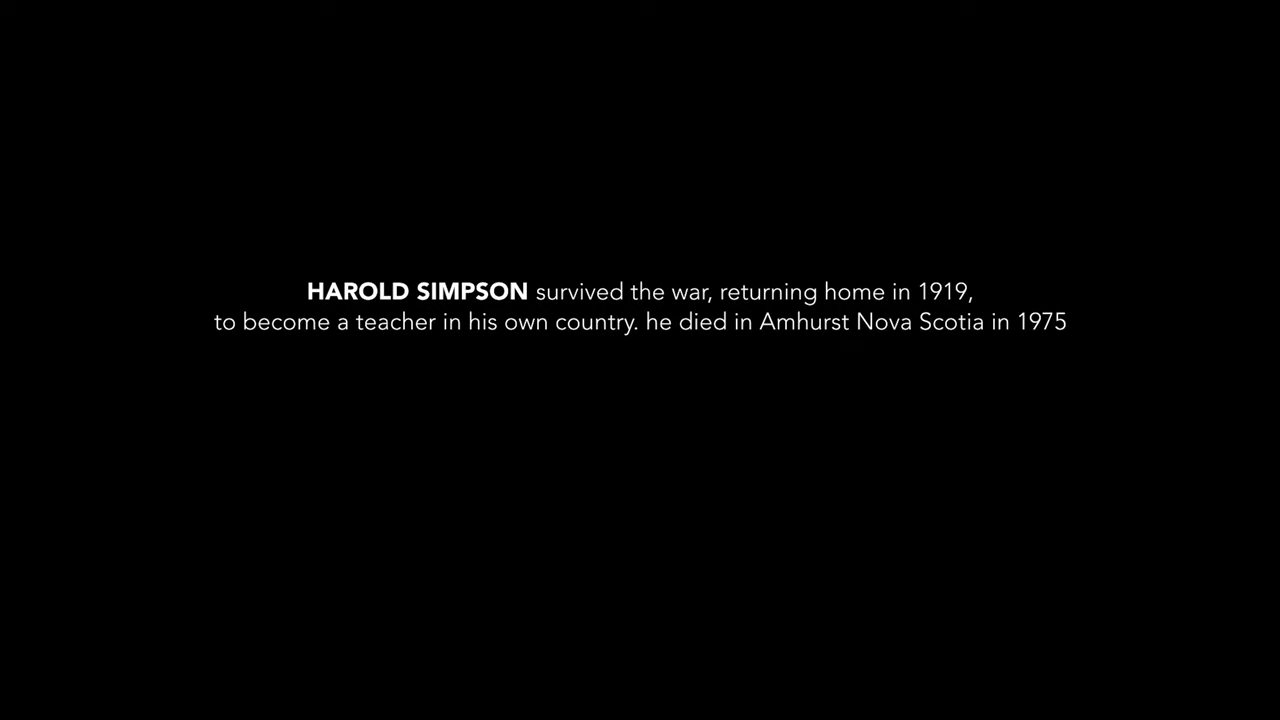 HAROLD SIMPSON survived the war, returning home in 1919,
to become a teacher in his own country. he died in Amhurst Nova Scotia in 1975